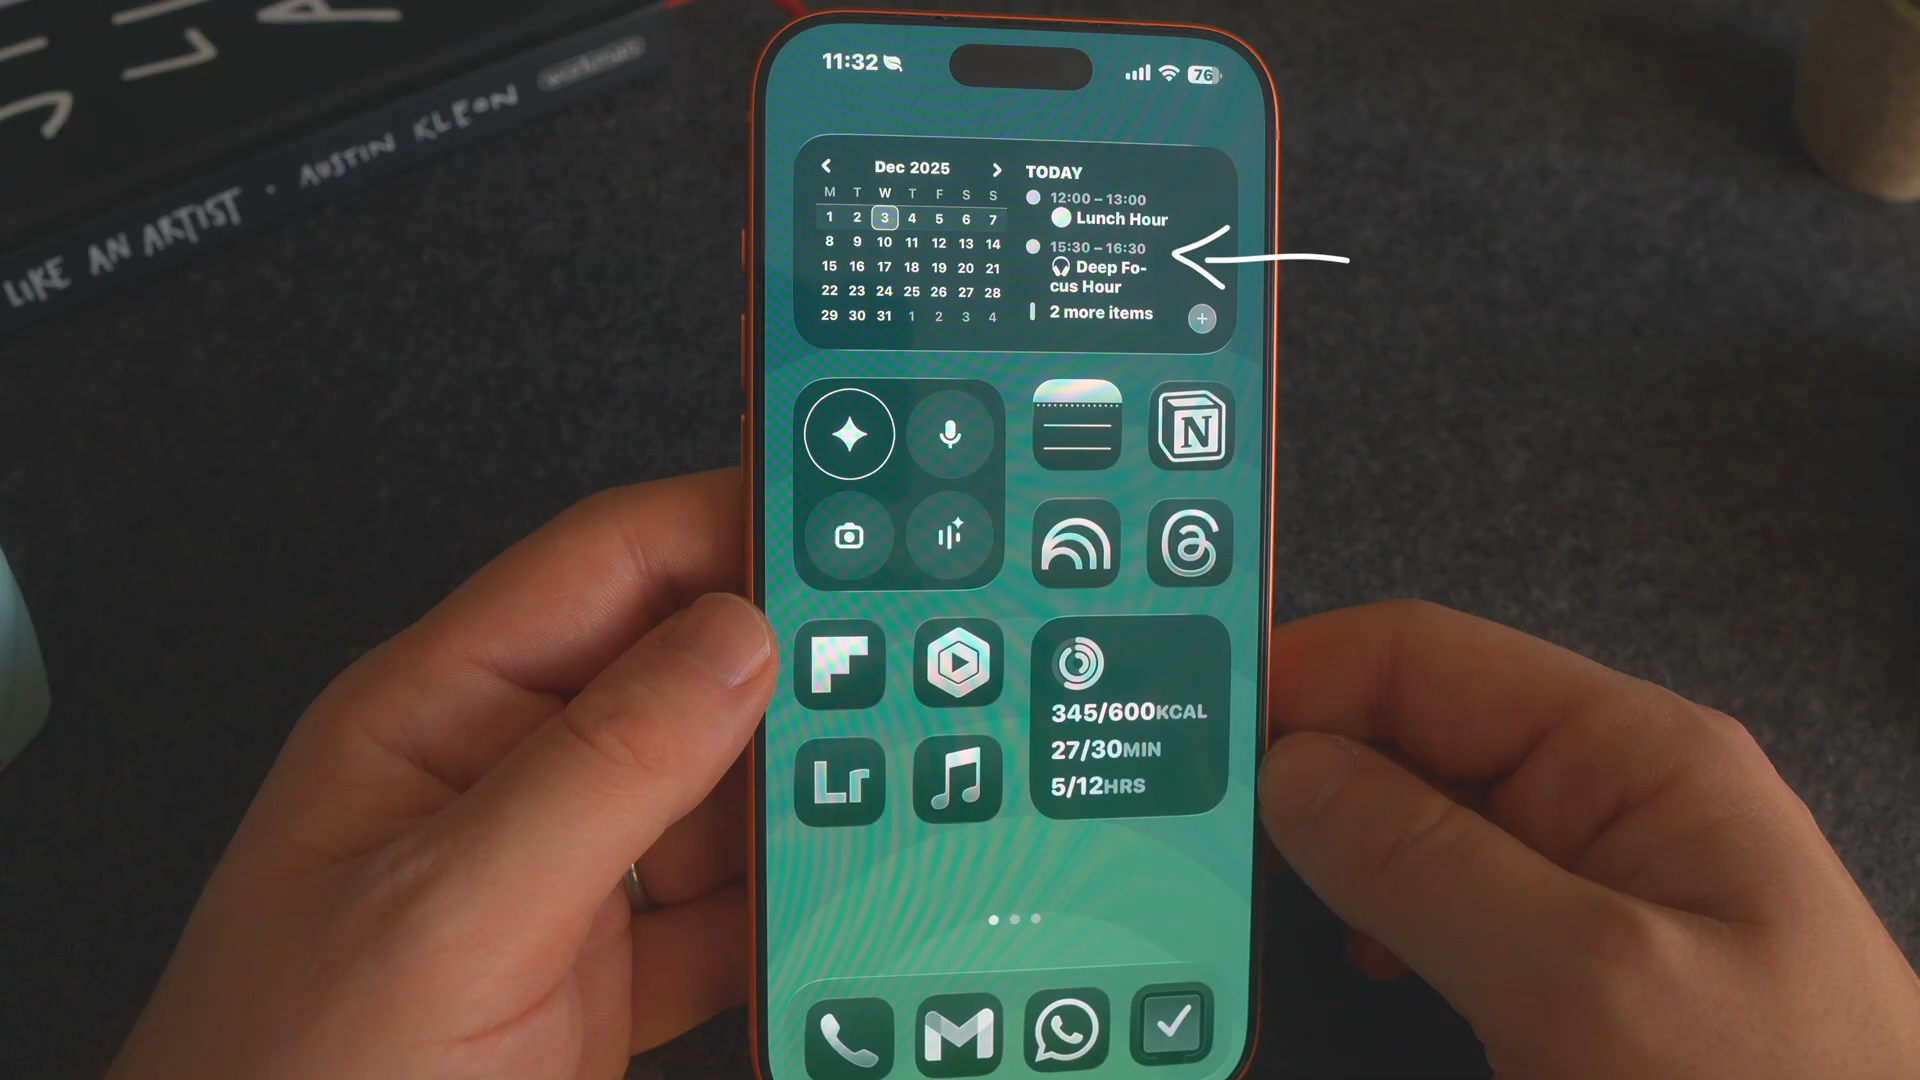 LIKE AN ARTIST · AUSTIN KLEON
11:32
76
Dec 2025
M T W T F S S
1 2 3 4 5 6 7
8 9 10 11 12 13 14
15 16 17 18 19 20 21
22 23 24 25 26 27 28
29 30 31 1 2 3 4
TODAY
12:00 – 13:00
Lunch Hour
15:30 – 16:30
Deep Fo-
cus Hour
2 more items
+
N
345/600KCAL
27/30MIN
5/12HRS
Lr